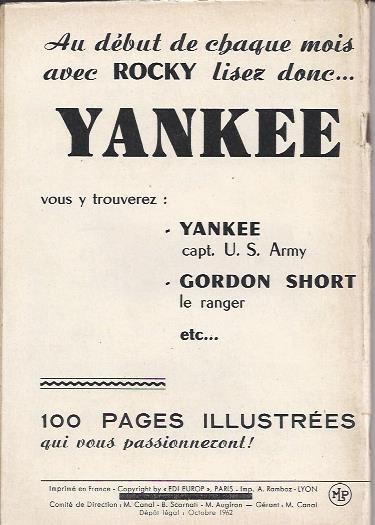 Au début de chaque mois
avec ROCKY lisez donc...
YANKEE
vous y trouverez :
- YANKEE
capt. U. S. Army
- GORDON SHORT
le ranger
etc...
100 PAGES ILLUSTRÉES
qui vous passionneront!
Imprimé en France - Copyright by « EDI EUROP », PARIS - Imp. A. Ramboz - LYON
Comité de Direction : M. Canal - B. Scarnati - M. Augiron - Gérant : M. Canal
Dépôt légal : Octobre 1962
MP